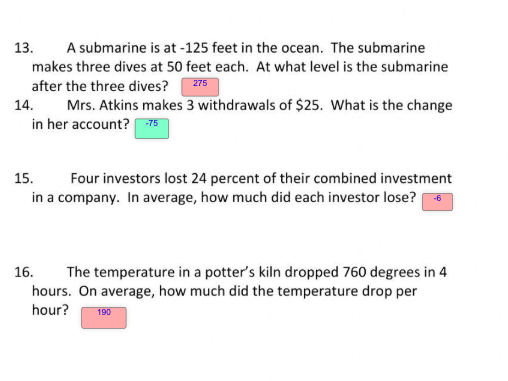 13. A submarine is at -125 feet in the ocean. The submarine
makes three dives at 50 feet each. At what level is the submarine
after the three dives? 275
14. Mrs. Atkins makes 3 withdrawals of $25. What is the change
in her account? -75
15. Four investors lost 24 percent of their combined investment
in a company. In average, how much did each investor lose? -6
16. The temperature in a potter's kiln dropped 760 degrees in 4
hours. On average, how much did the temperature drop per
hour? 190